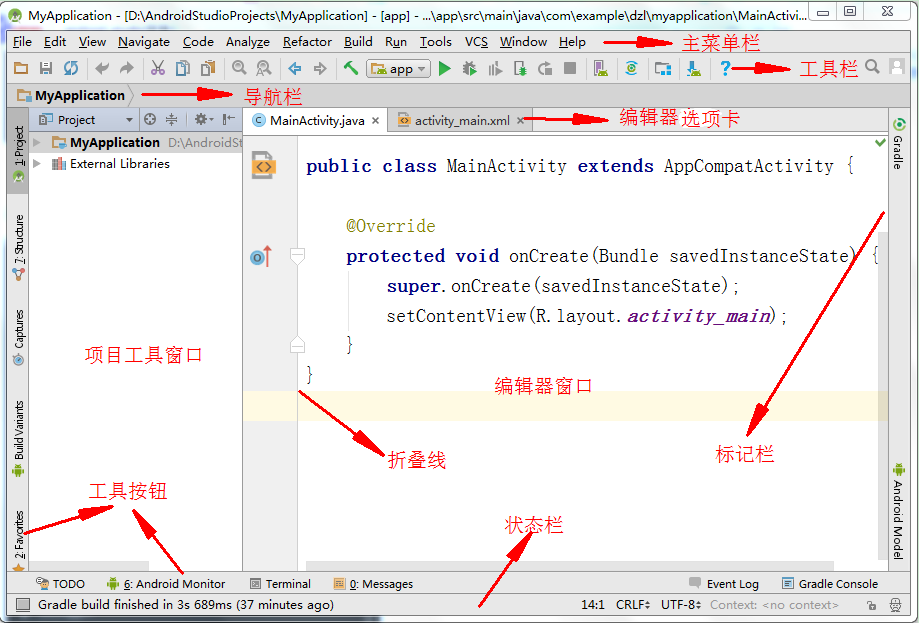 MyApplication - [D:\AndroidStudioProjects\MyApplication] - [app] - ...\app\src\main\java\com\example\dzl\myapplication\MainActivi...
File Edit View Navigate Code Analyze Refactor Build Run Tools VCS Window Help 主菜单栏
app ? 工具栏
MyApplication 导航栏
Project MainActivity.java × activity_main.xml × 编辑器选项卡
MyApplication D:\AndroidSt
External Libraries
1: Project
7: Structure
Captures
Build Variants
2: Favorites
public class MainActivity extends AppCompatActivity {
@Override
protected void onCreate(Bundle savedInstanceState) {
super.onCreate(savedInstanceState);
setContentView(R.layout.activity_main);
}
}
Gradle
Android Model
项目工具窗口
编辑器窗口
标记栏
折叠线
工具按钮
状态栏
TODO 6: Android Monitor Terminal 0: Messages Event Log Gradle Console
Gradle build finished in 3s 689ms (37 minutes ago) 14:1 CRLF UTF-8 Context: <no context>